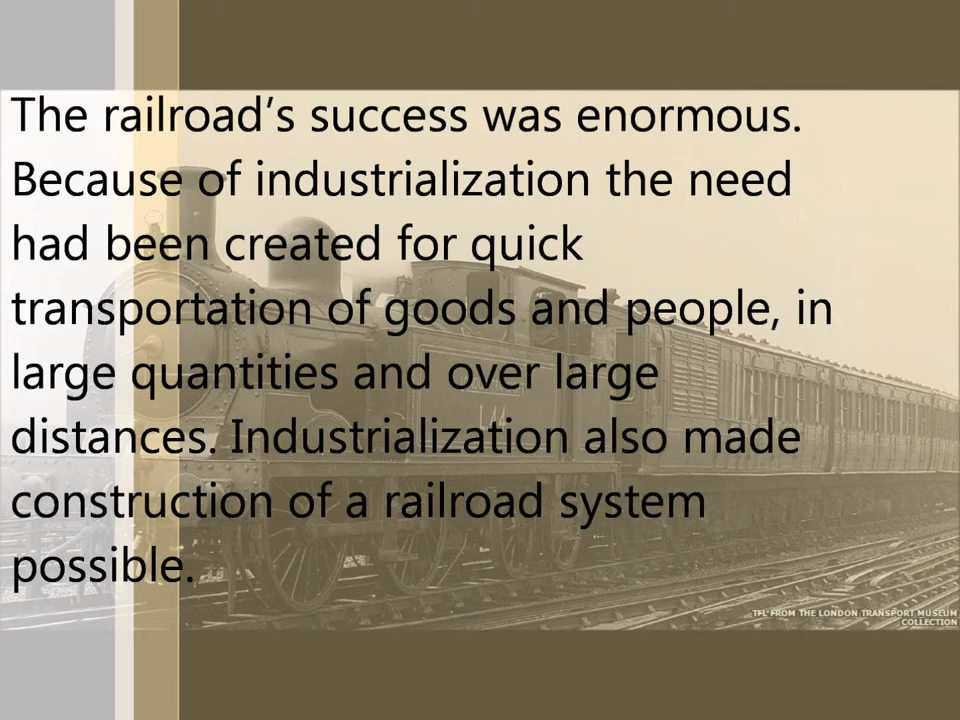 The railroad’s success was enormous.
Because of industrialization the need
had been created for quick
transportation of goods and people, in
large quantities and over large
distances. Industrialization also made
construction of a railroad system
possible.
144
TFL FROM THE LONDON TRANSPORT MUSEUM
COLLECTION